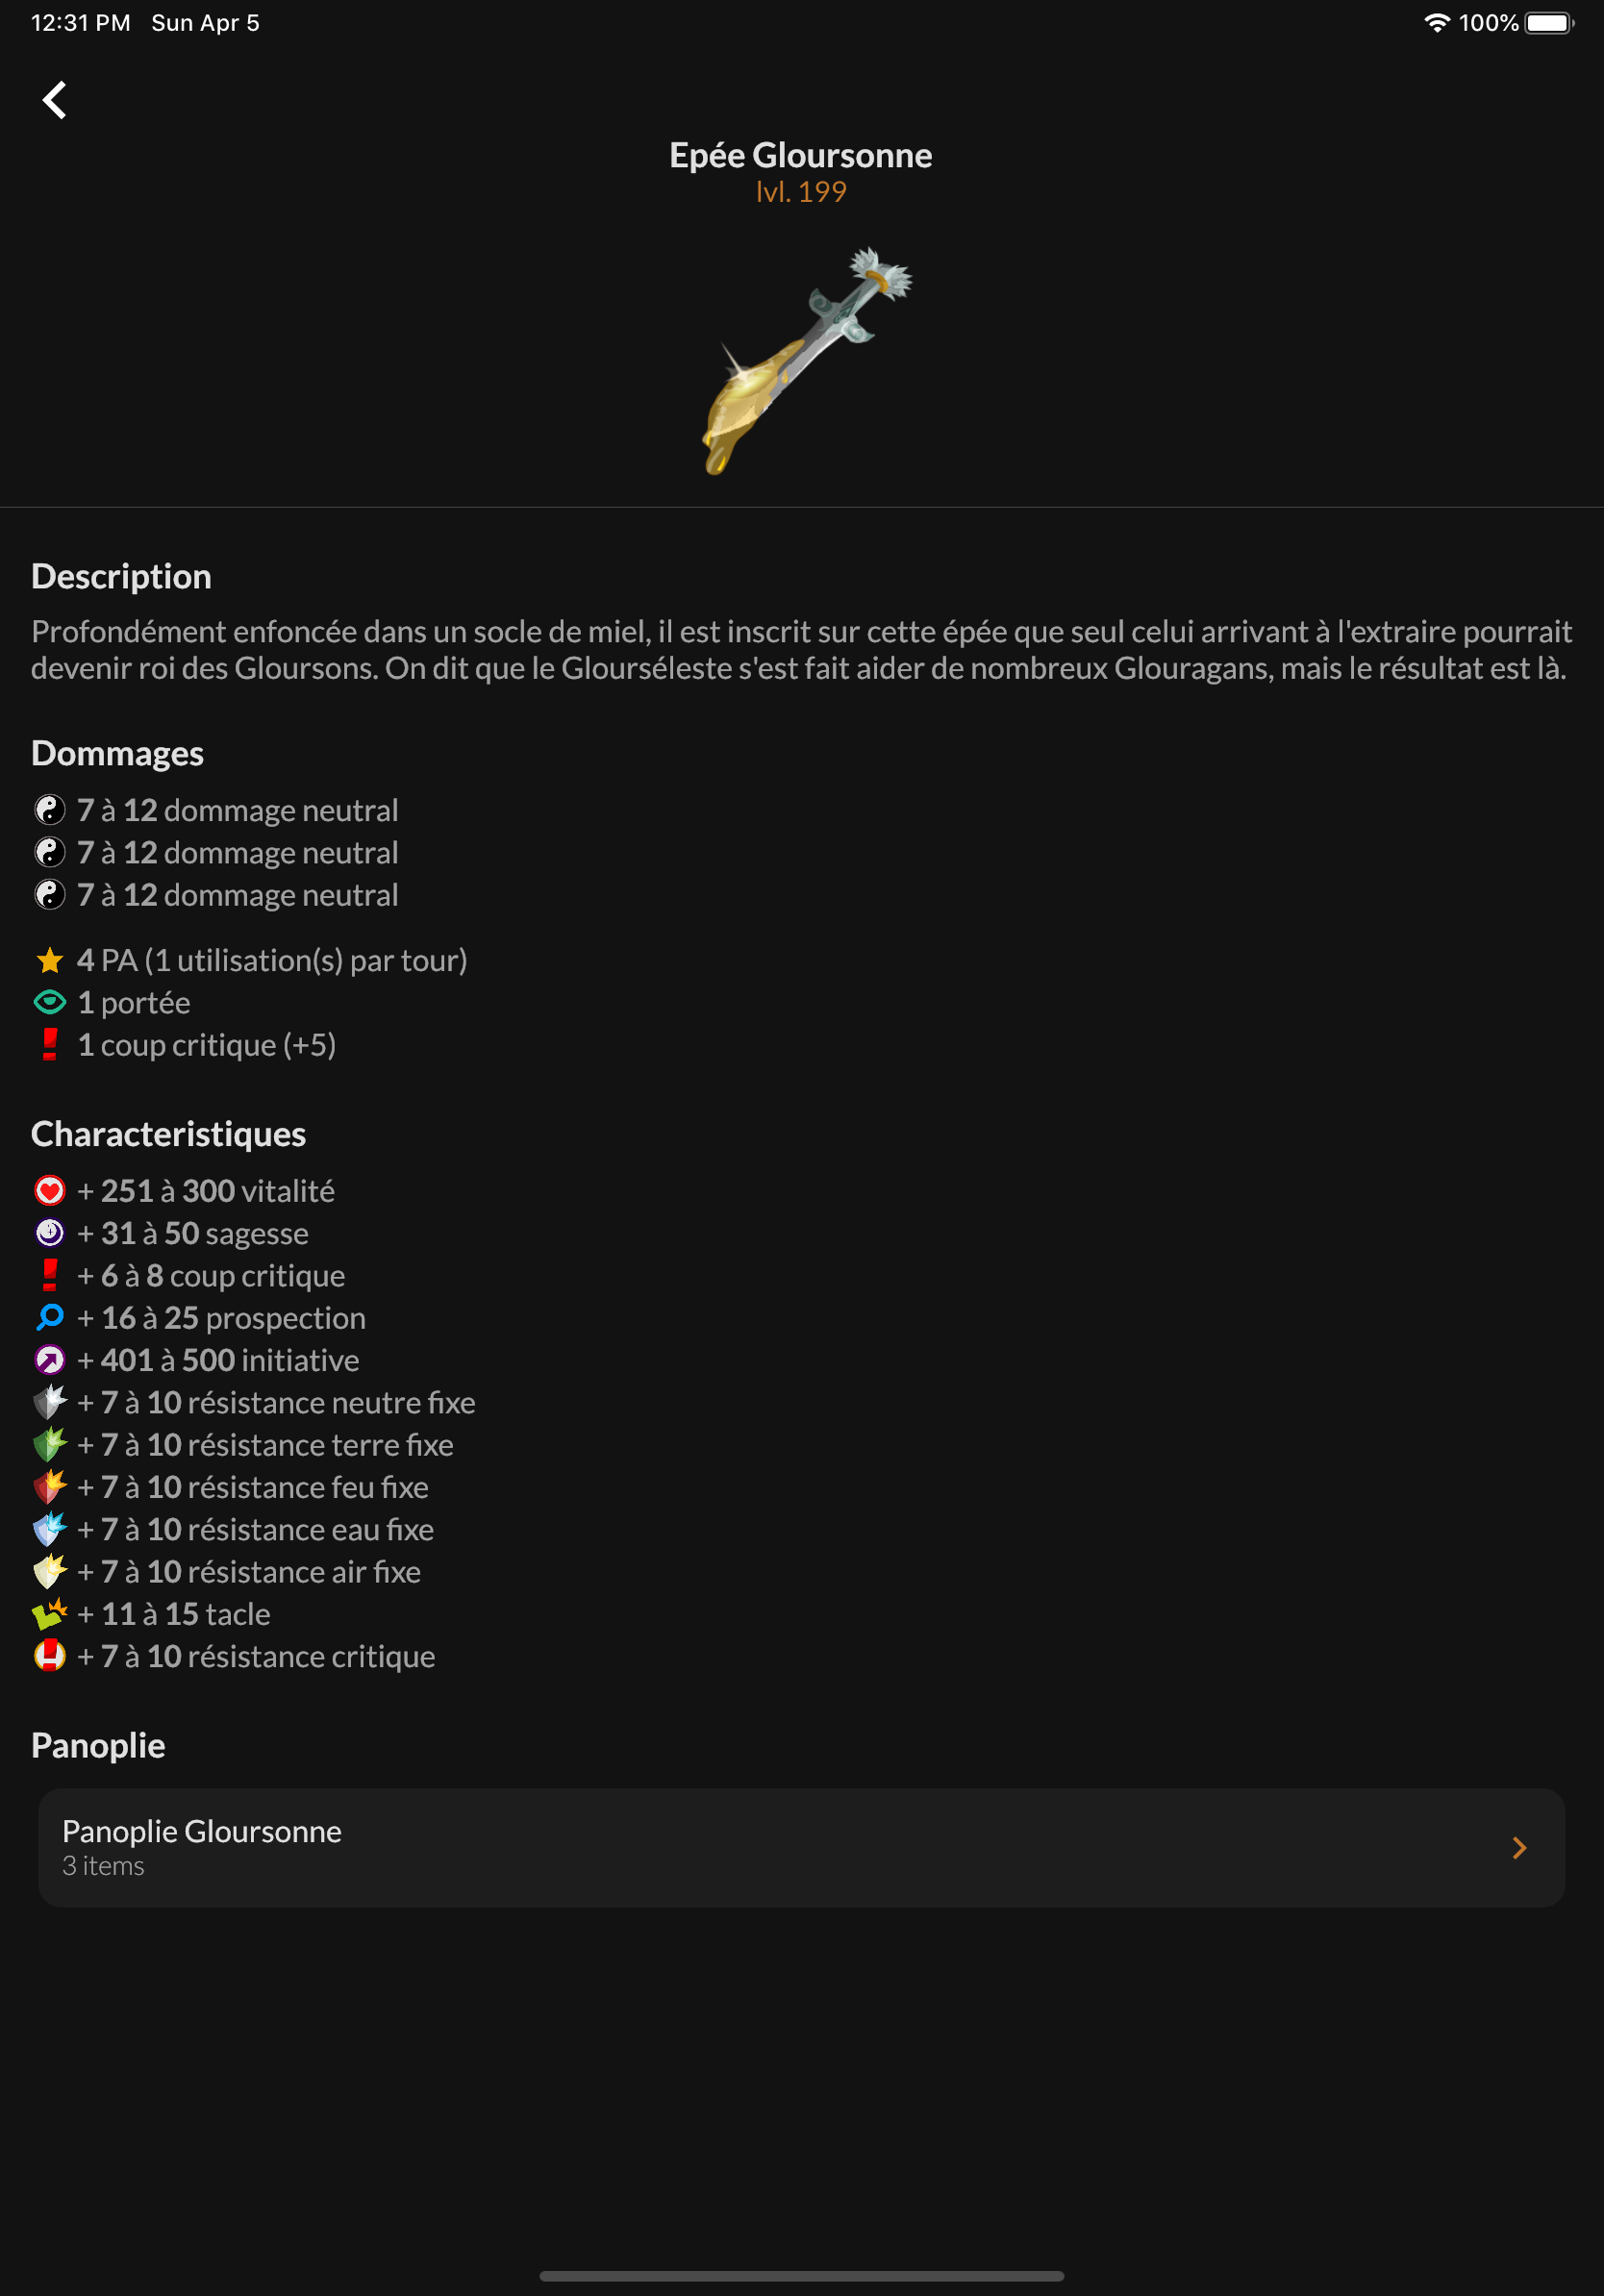 12:31 PM Sun Apr 5
100%
Epée Gloursonne
lvl. 199
Description
Profondément enfoncée dans un socle de miel, il est inscrit sur cette épée que seul celui arrivant à l'extraire pourrait
devenir roi des Gloursons. On dit que le Glourséleste s'est fait aider de nombreux Glouragans, mais le résultat est là.
Dommages
7 à 12 dommage neutral
7 à 12 dommage neutral
7 à 12 dommage neutral
4 PA (1 utilisation(s) par tour)
1 portée
1 coup critique (+5)
Characteristiques
+ 251 à 300 vitalité
+ 31 à 50 sagesse
+ 6 à 8 coup critique
+ 16 à 25 prospection
+ 401 à 500 initiative
+ 7 à 10 résistance neutre fixe
+ 7 à 10 résistance terre fixe
+ 7 à 10 résistance feu fixe
+ 7 à 10 résistance eau fixe
+ 7 à 10 résistance air fixe
+ 11 à 15 tacle
+ 7 à 10 résistance critique
Panoplie
Panoplie Gloursonne
3 items